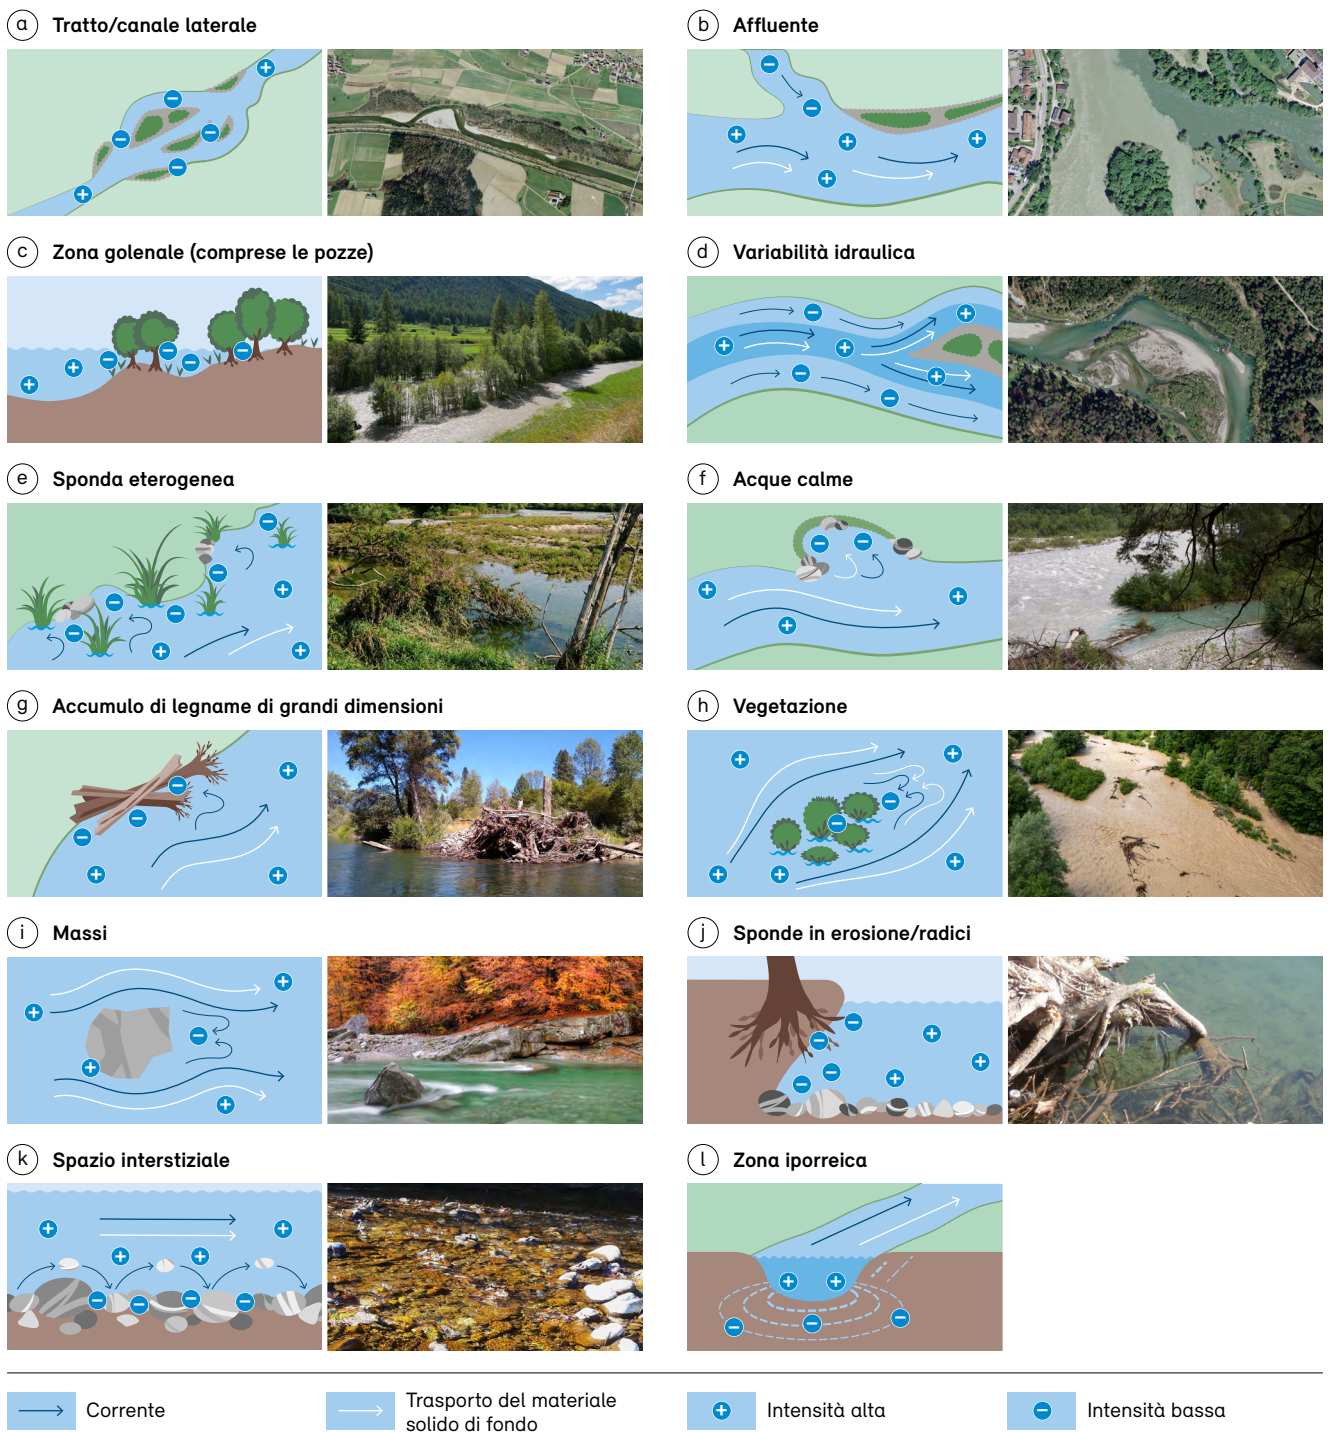 a Tratto/canale laterale
b Affluente
c Zona golenale (comprese le pozze)
d Variabilità idraulica
e Sponda eterogenea
f Acque calme
g Accumulo di legname di grandi dimensioni
h Vegetazione
i Massi
j Sponde in erosione/radici
k Spazio interstiziale
l Zona iporreica
Corrente
Trasporto del materiale
solido di fondo
Intensità alta
Intensità bassa